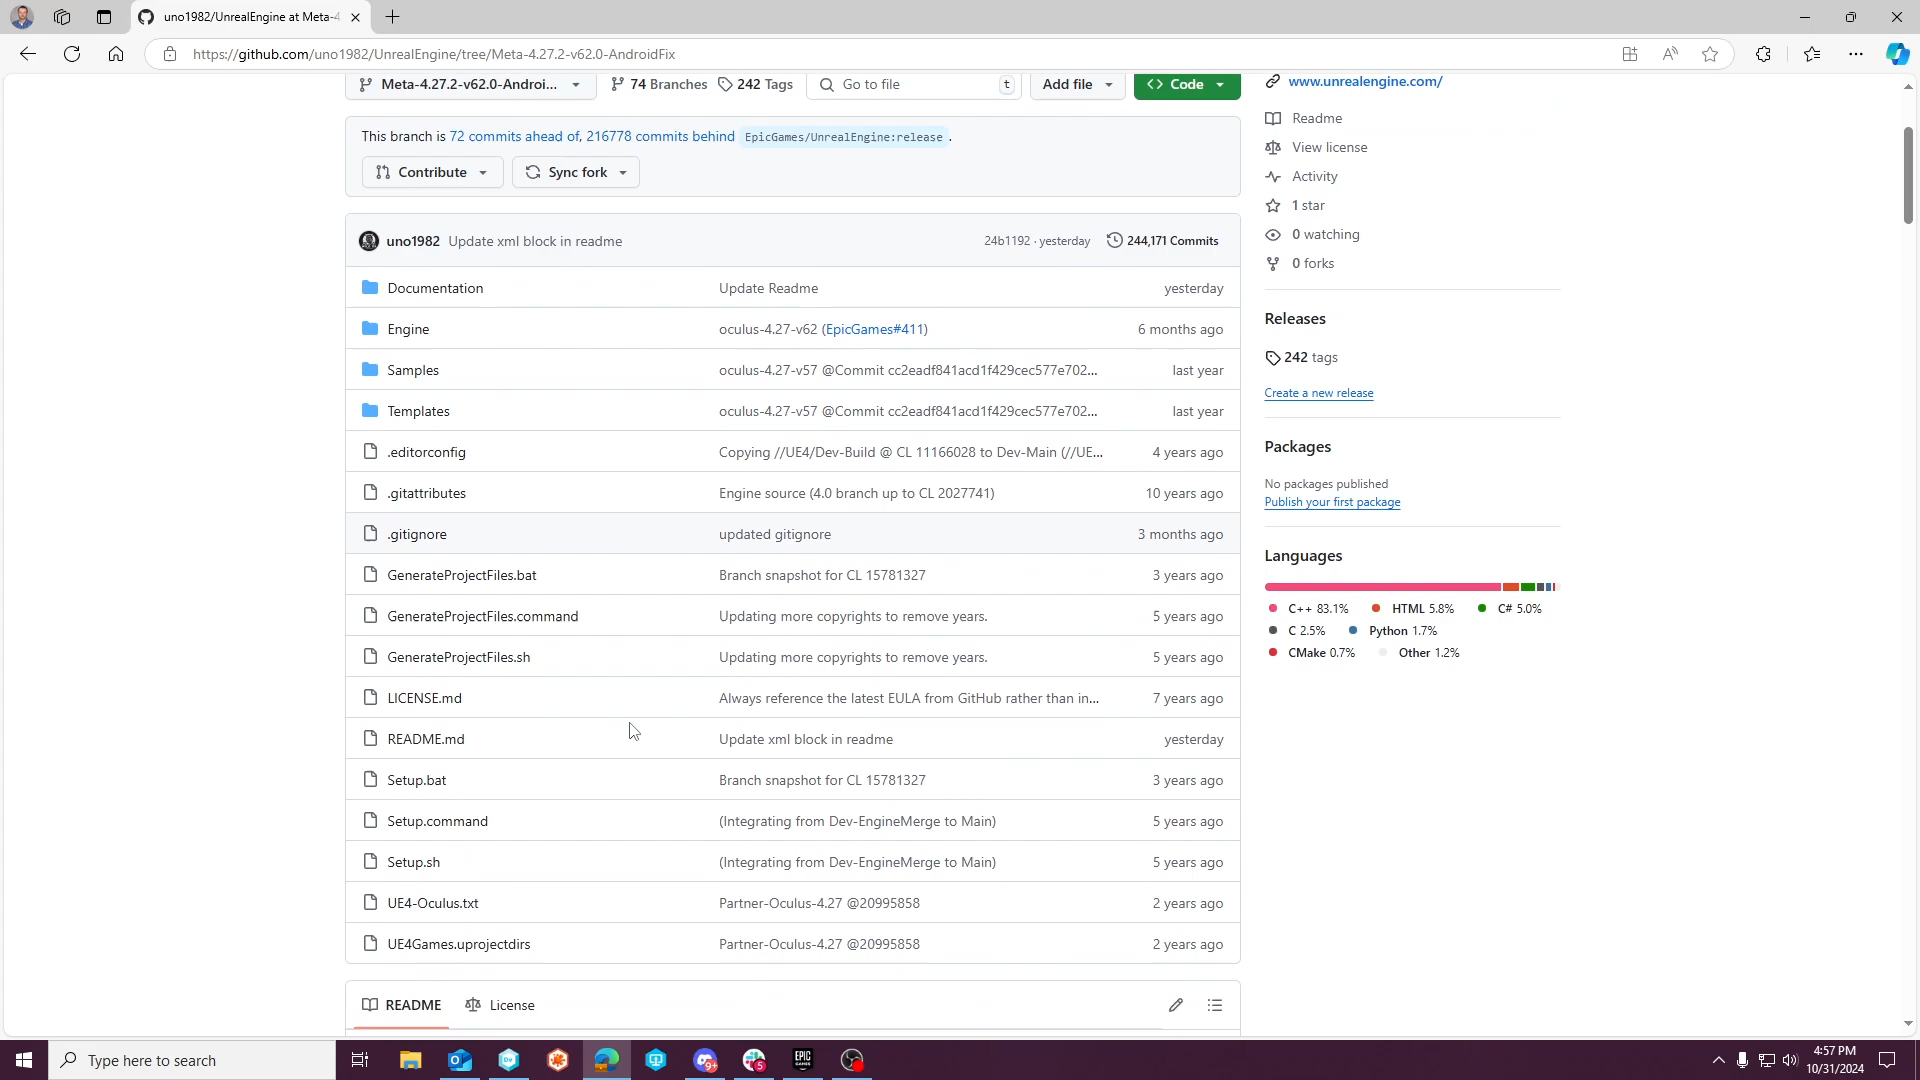 uno1982/UnrealEngine at Meta-4
https://github.com/uno1982/UnrealEngine/tree/Meta-4.27.2-v62.0-AndroidFix
Meta-4.27.2-v62.0-Androi...
74 Branches
242 Tags
Go to file
t
Add file
Code
www.unrealengine.com/
This branch is 72 commits ahead of, 216778 commits behind EpicGames/UnrealEngine:release .
Contribute
Sync fork
Readme
View license
Activity
1 star
0 watching
0 forks
uno1982 Update xml block in readme 24b1192 · yesterday 244,171 Commits
Documentation Update Readme yesterday
Engine oculus-4.27-v62 (EpicGames#411) 6 months ago
Samples oculus-4.27-v57 @Commit cc2eadf841acd1f429cec577e702... last year
Templates oculus-4.27-v57 @Commit cc2eadf841acd1f429cec577e702... last year
.editorconfig Copying //UE4/Dev-Build @ CL 11166028 to Dev-Main (//UE... 4 years ago
.gitattributes Engine source (4.0 branch up to CL 2027741) 10 years ago
.gitignore updated gitignore 3 months ago
GenerateProjectFiles.bat Branch snapshot for CL 15781327 3 years ago
GenerateProjectFiles.command Updating more copyrights to remove years. 5 years ago
GenerateProjectFiles.sh Updating more copyrights to remove years. 5 years ago
LICENSE.md Always reference the latest EULA from GitHub rather than in... 7 years ago
README.md Update xml block in readme yesterday
Setup.bat Branch snapshot for CL 15781327 3 years ago
Setup.command (Integrating from Dev-EngineMerge to Main) 5 years ago
Setup.sh (Integrating from Dev-EngineMerge to Main) 5 years ago
UE4-Oculus.txt Partner-Oculus-4.27 @20995858 2 years ago
UE4Games.uprojectdirs Partner-Oculus-4.27 @20995858 2 years ago
README
License
Releases
242 tags
Create a new release
Packages
No packages published
Publish your first package
Languages
C++ 83.1% HTML 5.8% C# 5.0%
C 2.5% Python 1.7%
CMake 0.7% Other 1.2%
Type here to search
9+
5
EPIC
GAMES
4:57 PM
10/31/2024